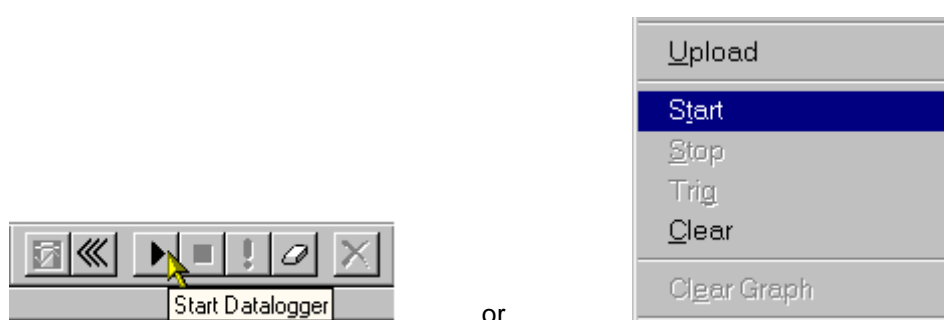 Upload
Start
Stop
Trig
Clear
Clear Graph
Start Datalogger
or